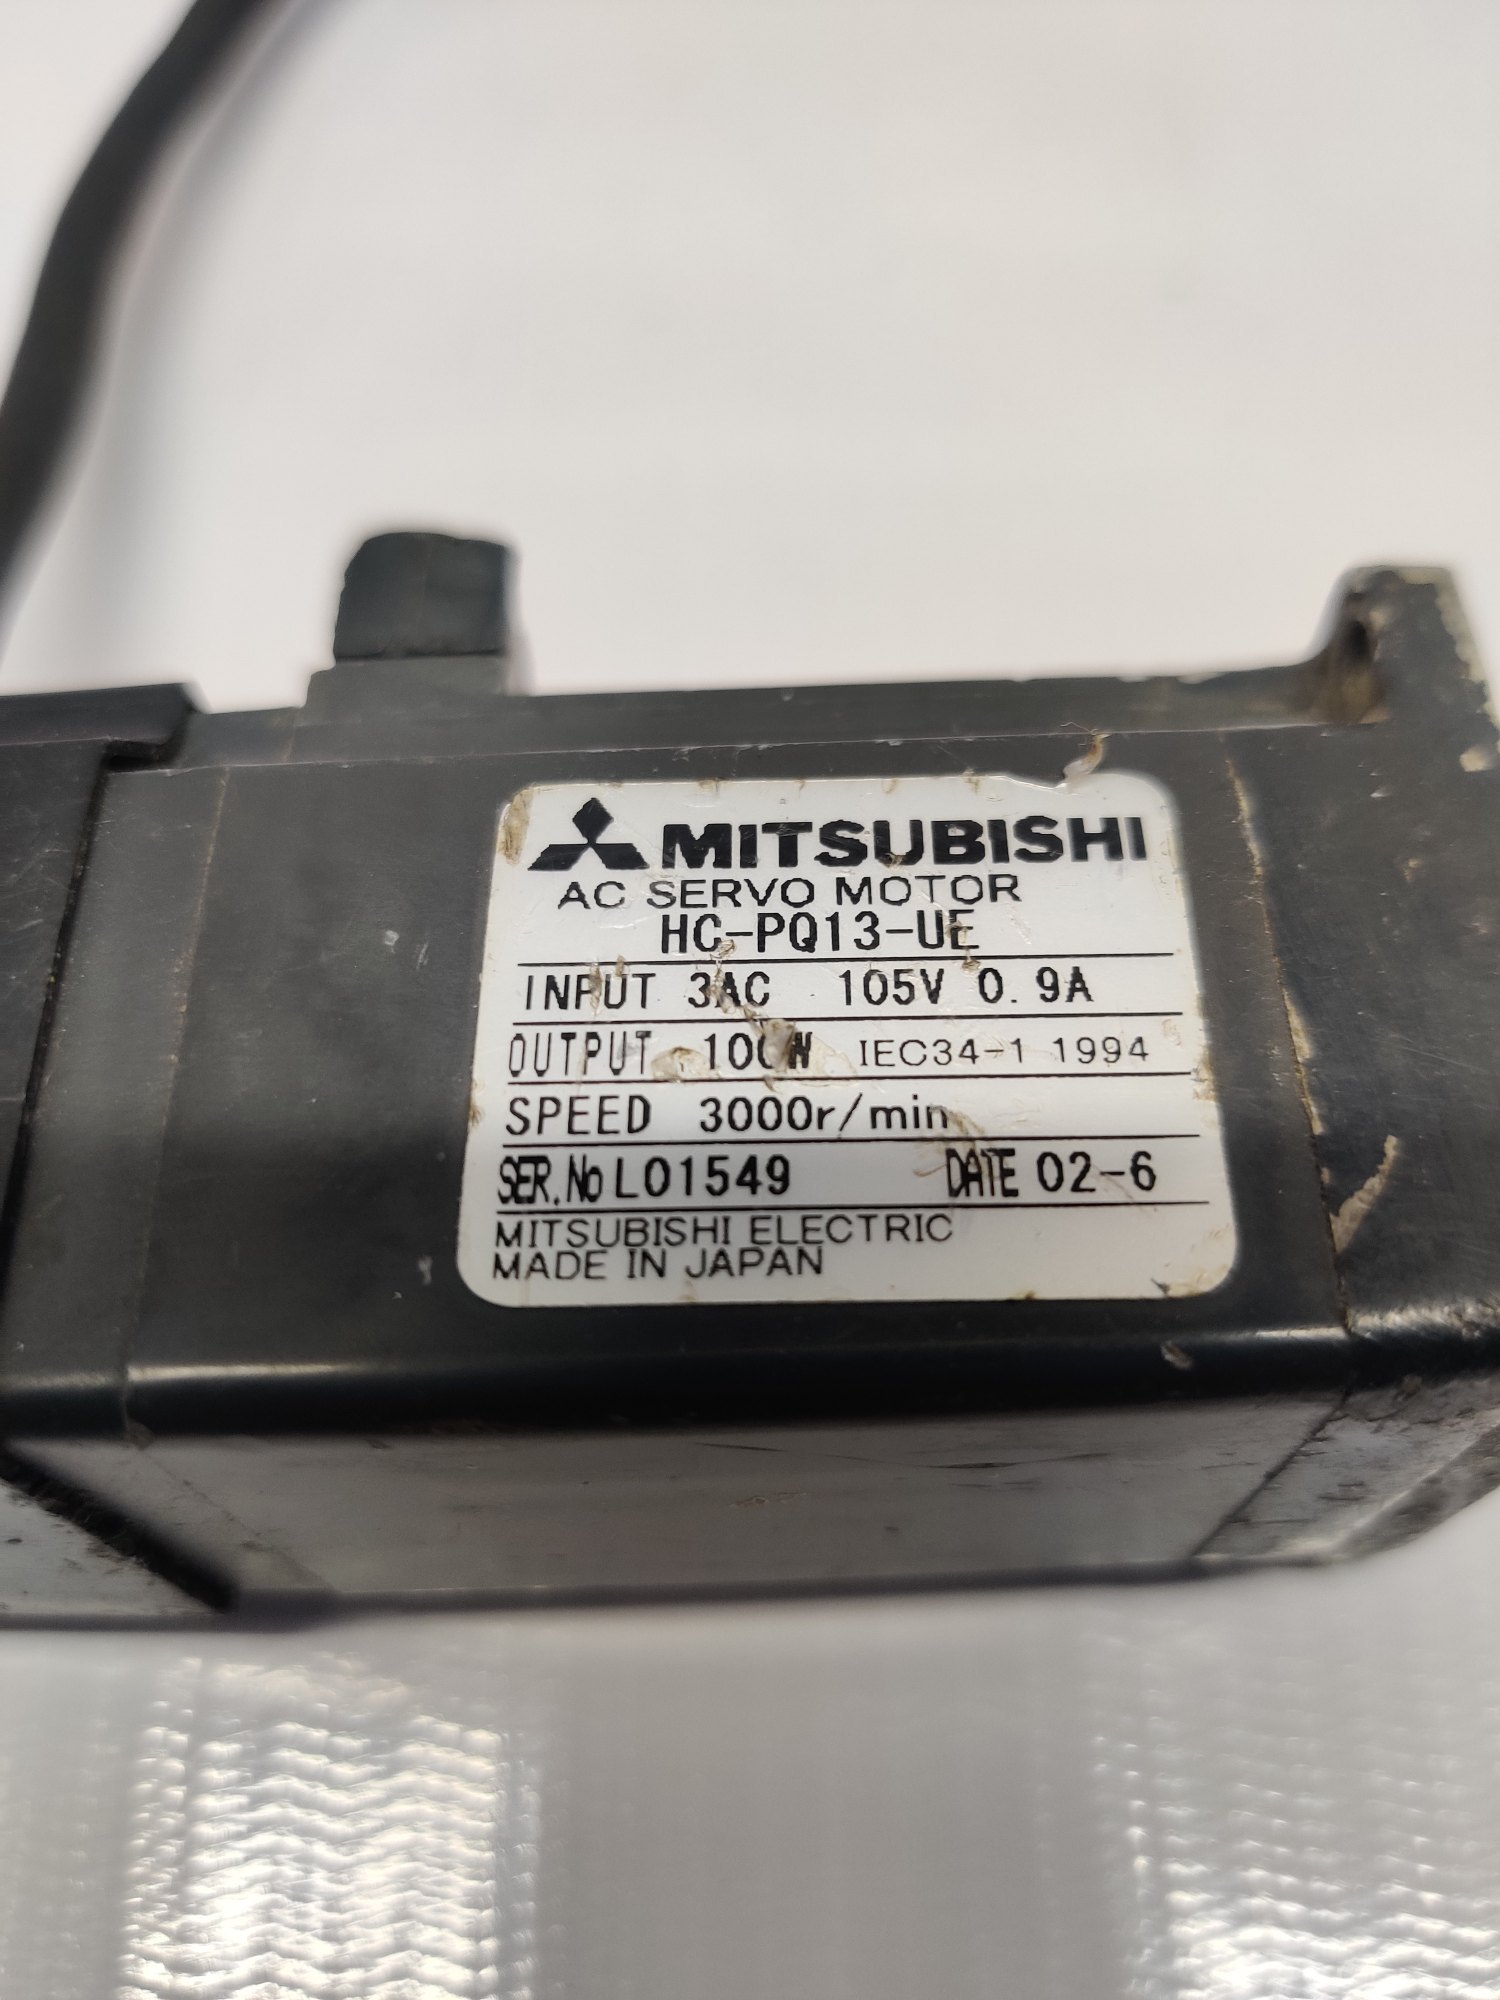 MITSUBISHI
AC SERVO MOTOR
HC-PQ13-UE
INPUT 3AC 105V 0.9A
OUTPUT 100W IEC34-1 1994
SPEED 3000r/min
SER.No L01549 DATE 02-6
MITSUBISHI ELECTRIC
MADE IN JAPAN